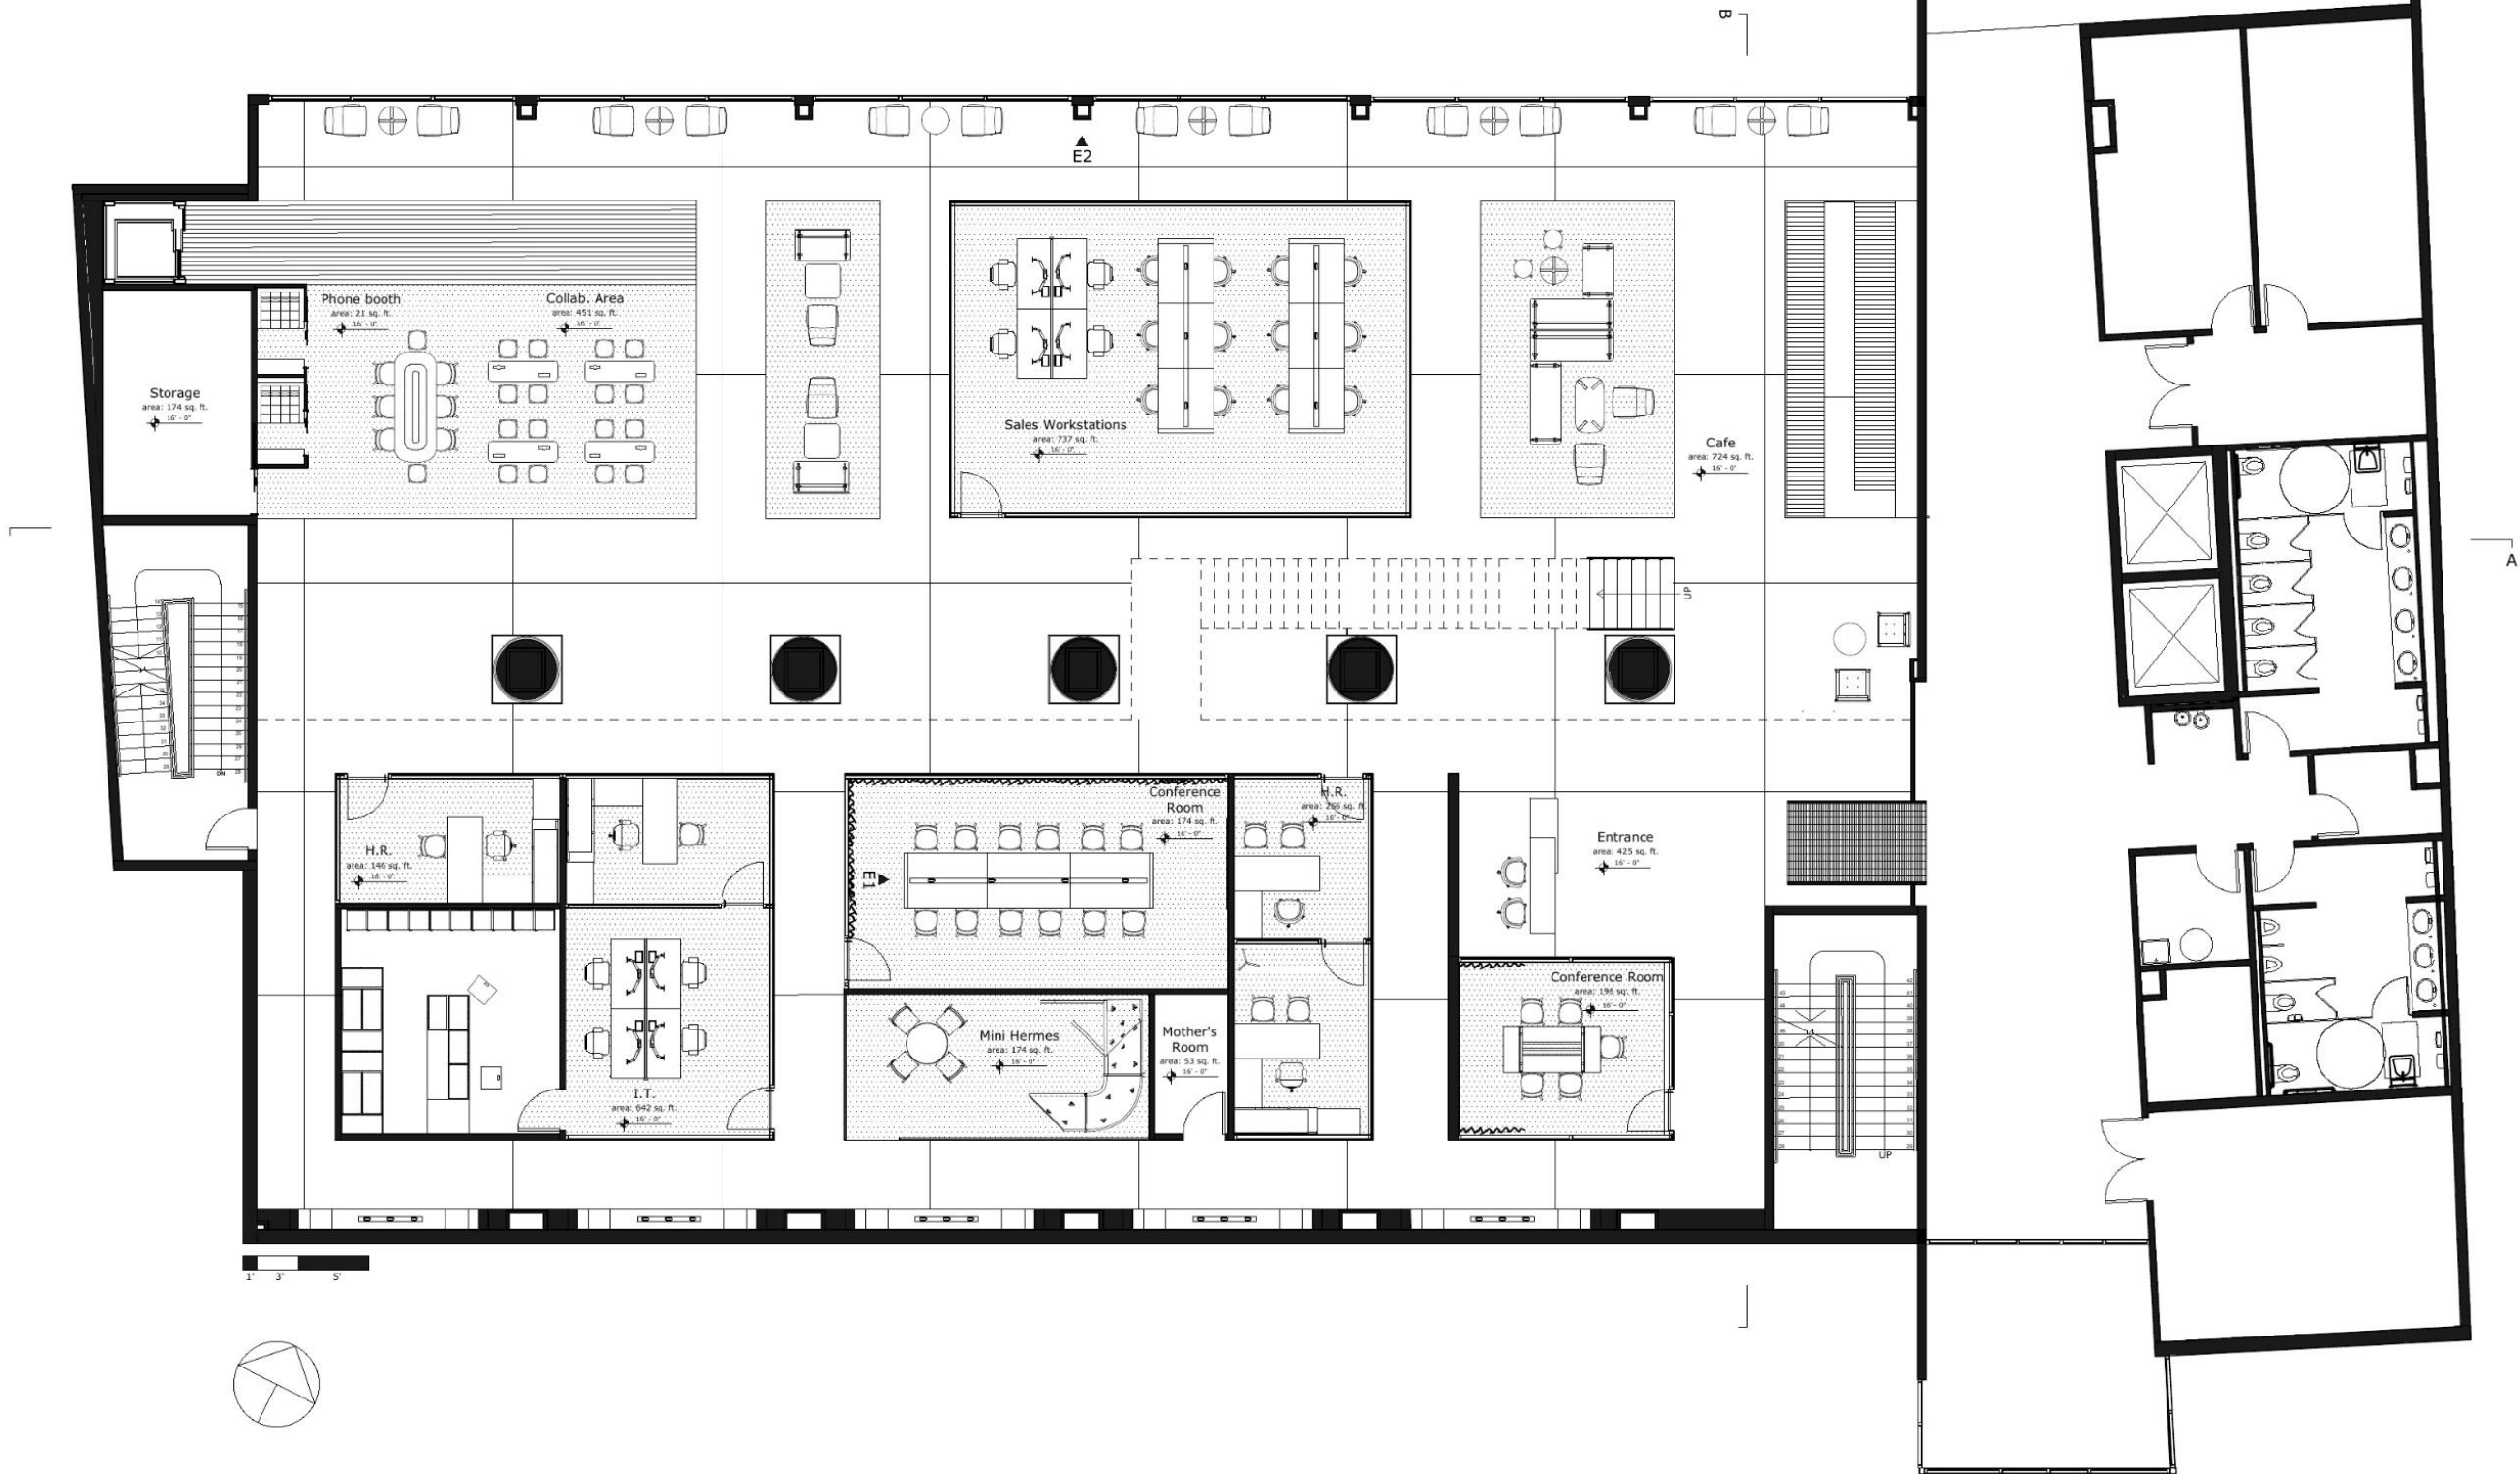 B
E2
Phone booth
area: 21 sq. ft.
16' - 0"
Collab. Area
area: 451 sq. ft.
16' - 0"
Storage
area: 174 sq. ft.
16' - 0"
Sales Workstations
area: 737 sq. ft.
16' - 0"
Cafe
area: 724 sq. ft.
16' - 0"
A
UP
DN
H.R.
area: 146 sq. ft.
16' - 0"
Conference
Room
area: 174 sq. ft.
16' - 0"
E1
H.R.
area: 256 sq. ft.
16' - 0"
Entrance
area: 425 sq. ft.
16' - 0"
Conference Room
area: 196 sq. ft.
16' - 0"
Mini Hermes
area: 174 sq. ft.
16' - 0"
Mother's
Room
area: 53 sq. ft.
16' - 0"
I.T.
area: 642 sq. ft.
16' - 0"
UP
1' 3' 5'